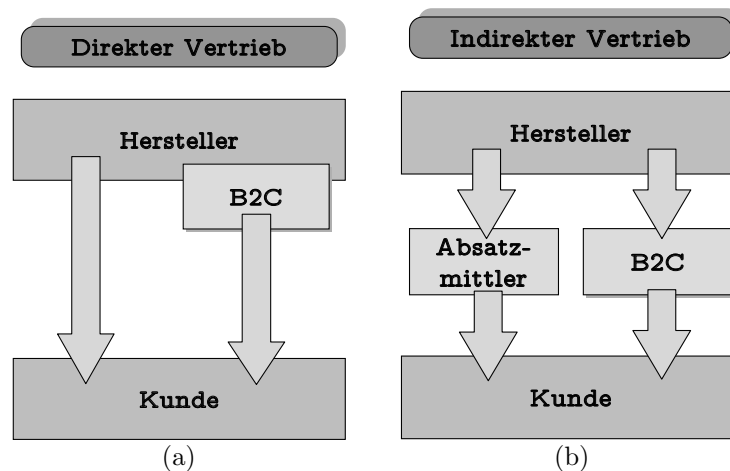 Direkter Vertrieb
Hersteller
B2C
Kunde
(a)
Indirekter Vertrieb
Hersteller
Absatz-
mittler
B2C
Kunde
(b)